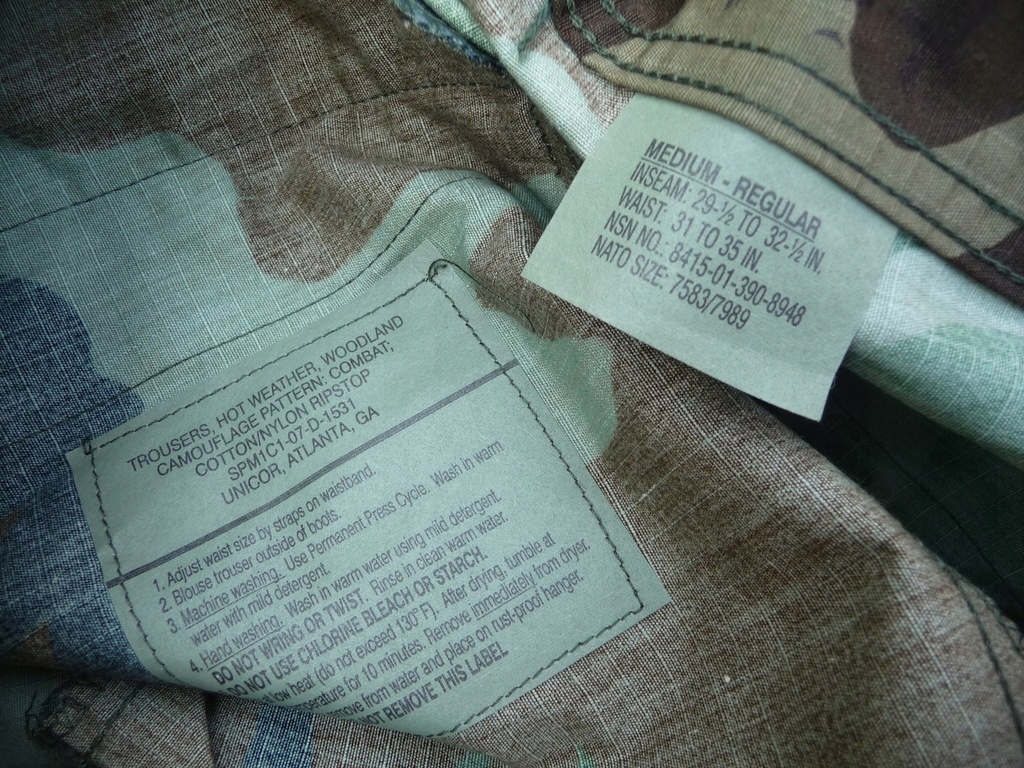 MEDIUM - REGULAR
INSEAM: 29-½ TO 32-½ IN.
WAIST: 31 TO 35 IN.
NSN NO.: 8415-01-390-8948
NATO SIZE: 7583/7989
TROUSERS, HOT WEATHER, WOODLAND
CAMOUFLAGE PATTERN: COMBAT;
COTTON/NYLON RIPSTOP
SPM1C1-07-D-1531
UNICOR, ATLANTA, GA
1. Adjust waist size by straps on waistband.
2. Blouse trouser outside of boots.
3. Machine washing. Use Permanent Press Cycle. Wash in warm
water with mild detergent.
4. Hand washing. Wash in warm water using mild detergent.
DO NOT WRING OR TWIST. Rinse in clean warm water.
DO NOT USE CHLORINE BLEACH OR STARCH.
low heat (do not exceed 130° F). After drying, tumble at
for 10 minutes. Remove immediately from dryer.
from water and place on rust-proof hanger.
REMOVE THIS LABEL